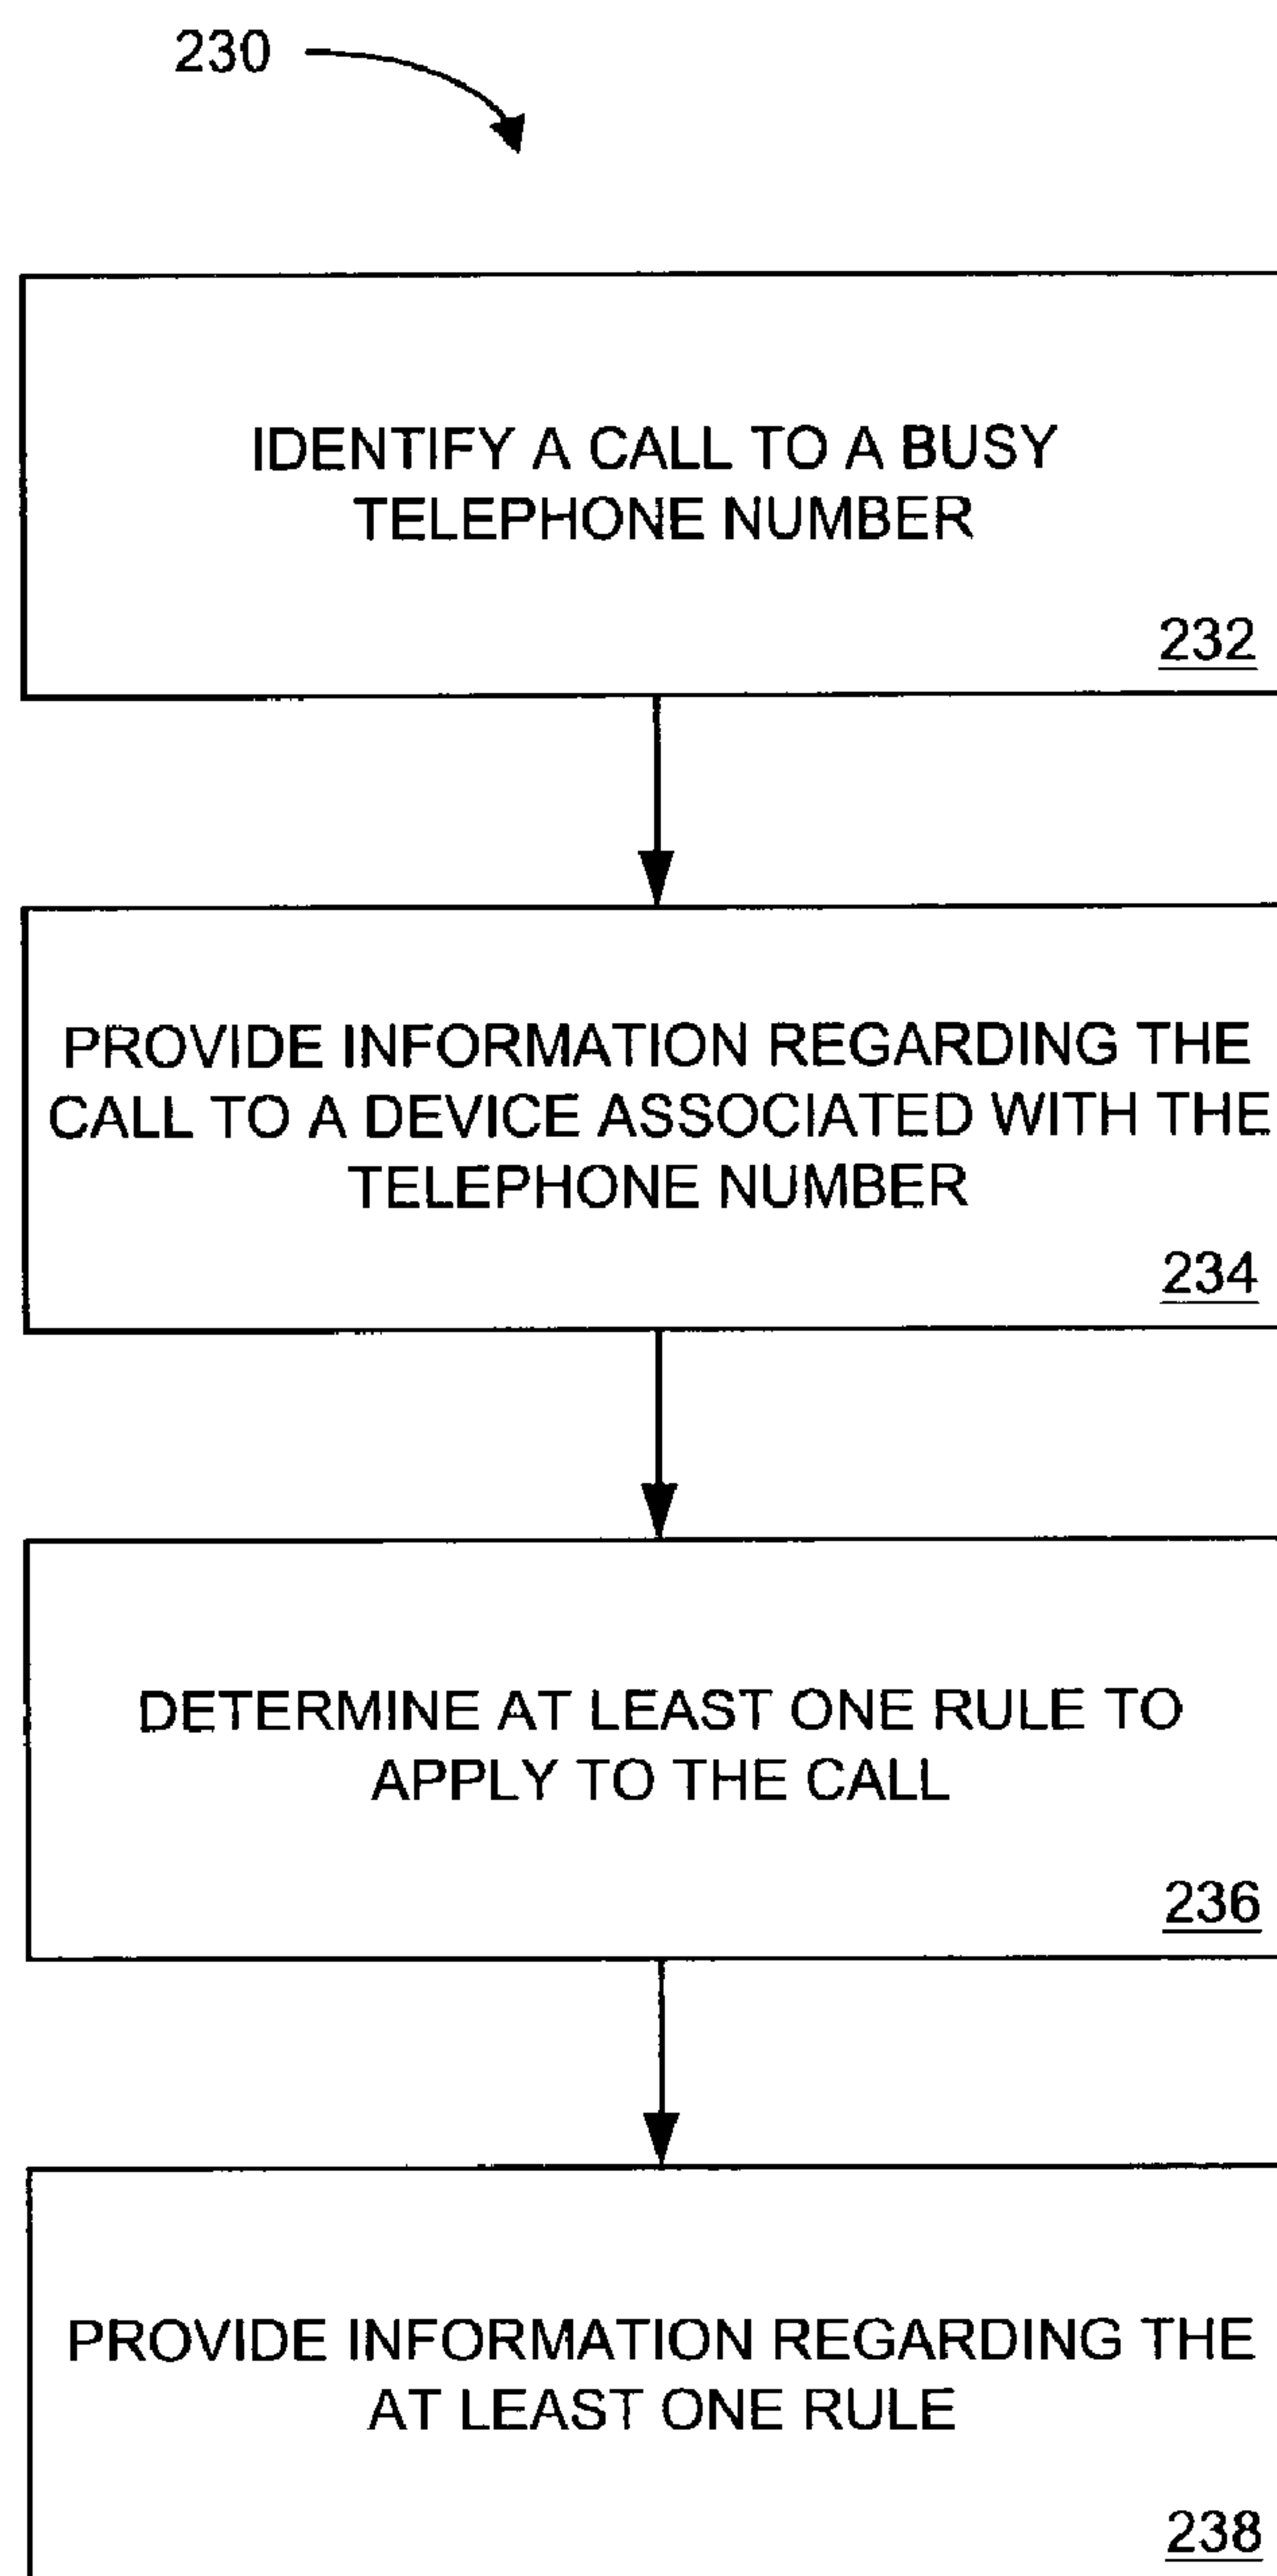 230
IDENTIFY A CALL TO A BUSY
TELEPHONE NUMBER
232
PROVIDE INFORMATION REGARDING THE
CALL TO A DEVICE ASSOCIATED WITH THE
TELEPHONE NUMBER
234
DETERMINE AT LEAST ONE RULE TO
APPLY TO THE CALL
236
PROVIDE INFORMATION REGARDING THE
AT LEAST ONE RULE
238